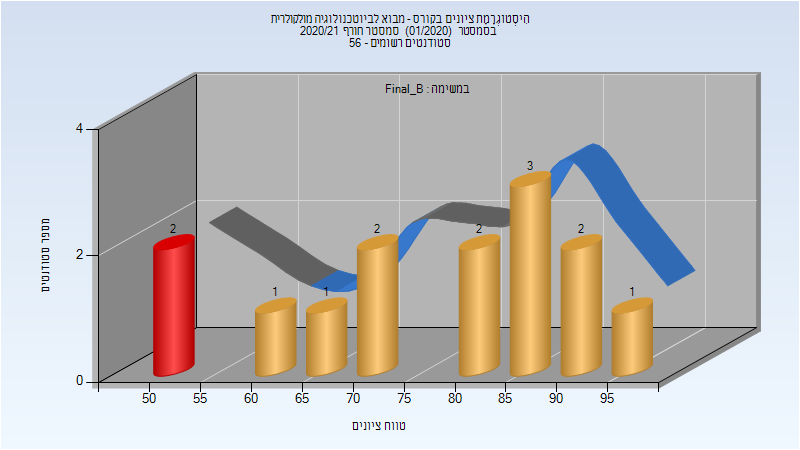 היסטוגרמת ציונים בקורס - מבוא לביוטכנולוגיה מולקולרית
בסמסטר (01/2020) סמסטר חורף 2020/21
סטודנטים רשומים - 56
במשימה : Final_B
מספר סטודנטים
4
2
0
2
1
1
2
2
3
2
1
50 55 60 65 70 75 80 85 90 95
טווח ציונים